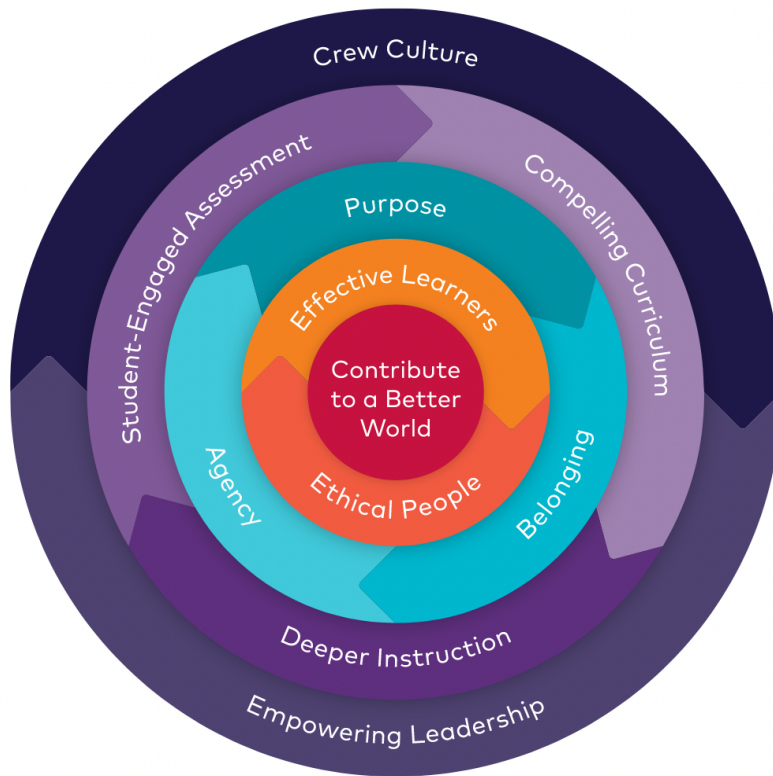 Crew Culture
Student-Engaged Assessment
Compelling Curriculum
Purpose
Effective Learners
Contribute
to a Better
World
Ethical People
Agency
Belonging
Deeper Instruction
Empowering Leadership